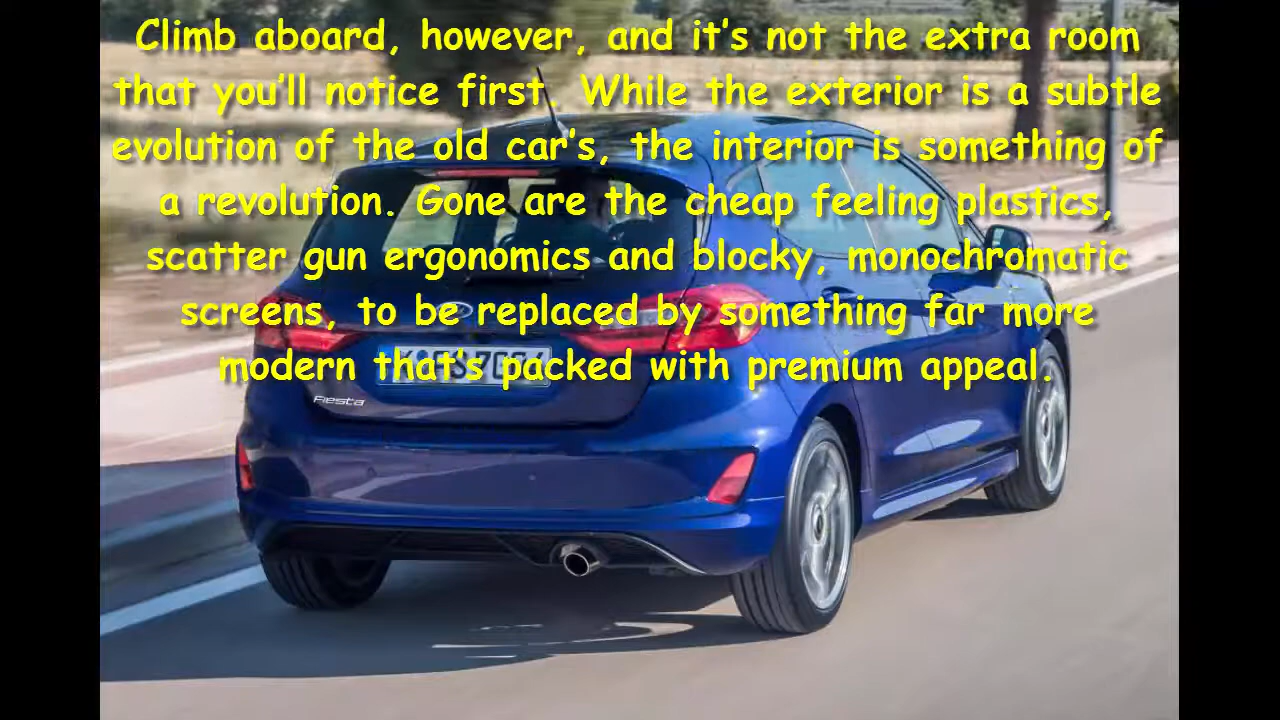 Climb aboard, however, and it's not the extra room
that you'll notice first. While the exterior is a subtle
evolution of the old car's, the interior is something of
a revolution. Gone are the cheap feeling plastics,
scatter gun ergonomics and blocky, monochromatic
screens, to be replaced by something far more
modern that's packed with premium appeal.
Fiesta